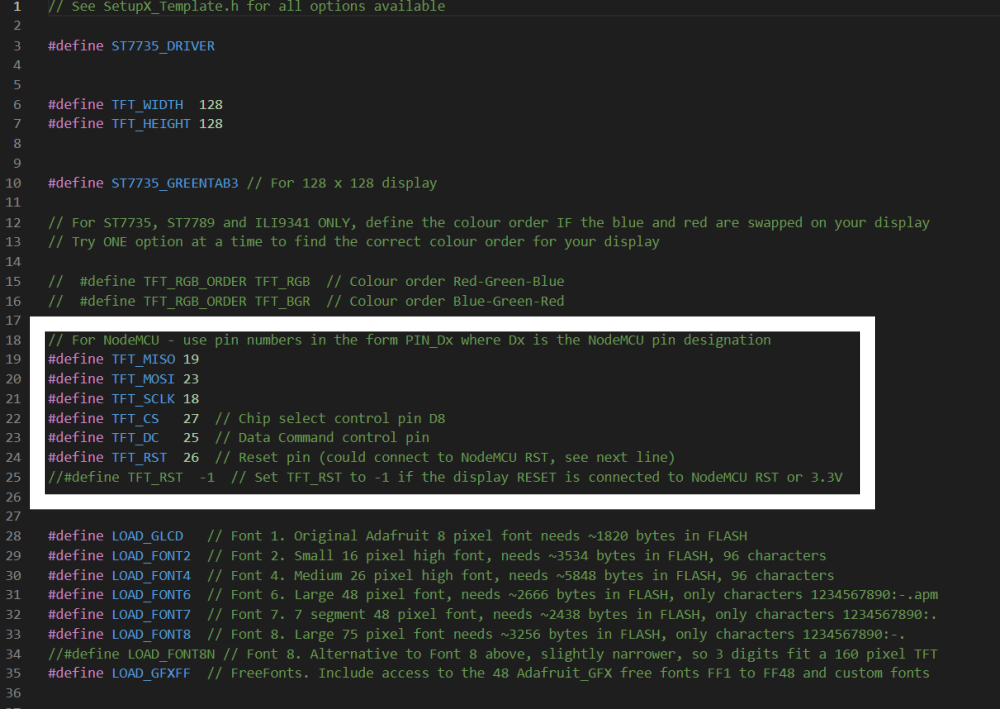 1 // See SetupX_Template.h for all options available
2
3 #define ST7735_DRIVER
4
5
6 #define TFT_WIDTH  128
7 #define TFT_HEIGHT 128
8
9
10 #define ST7735_GREENTAB3 // For 128 x 128 display
11
12 // For ST7735, ST7789 and ILI9341 ONLY, define the colour order IF the blue and red are swapped on your display
13 // Try ONE option at a time to find the correct colour order for your display
14
15 //  #define TFT_RGB_ORDER TFT_RGB  // Colour order Red-Green-Blue
16 //  #define TFT_RGB_ORDER TFT_BGR  // Colour order Blue-Green-Red
17
18 // For NodeMCU - use pin numbers in the form PIN_Dx where Dx is the NodeMCU pin designation
19 #define TFT_MISO 19
20 #define TFT_MOSI 23
21 #define TFT_SCLK 18
22 #define TFT_CS   27  // Chip select control pin D8
23 #define TFT_DC   25  // Data Command control pin
24 #define TFT_RST  26  // Reset pin (could connect to NodeMCU RST, see next line)
25 //#define TFT_RST  -1  // Set TFT_RST to -1 if the display RESET is connected to NodeMCU RST or 3.3V
26
27
28 #define LOAD_GLCD   // Font 1. Original Adafruit 8 pixel font needs ~1820 bytes in FLASH
29 #define LOAD_FONT2  // Font 2. Small 16 pixel high font, needs ~3534 bytes in FLASH, 96 characters
30 #define LOAD_FONT4  // Font 4. Medium 26 pixel high font, needs ~5848 bytes in FLASH, 96 characters
31 #define LOAD_FONT6  // Font 6. Large 48 pixel font, needs ~2666 bytes in FLASH, only characters 1234567890:-.apm
32 #define LOAD_FONT7  // Font 7. 7 segment 48 pixel font, needs ~2438 bytes in FLASH, only characters 1234567890:.
33 #define LOAD_FONT8  // Font 8. Large 75 pixel font needs ~3256 bytes in FLASH, only characters 1234567890:-.
34 //#define LOAD_FONT8N // Font 8. Alternative to Font 8 above, slightly narrower, so 3 digits fit a 160 pixel TFT
35 #define LOAD_GFXFF  // FreeFonts. Include access to the 48 Adafruit_GFX free fonts FF1 to FF48 and custom fonts
36